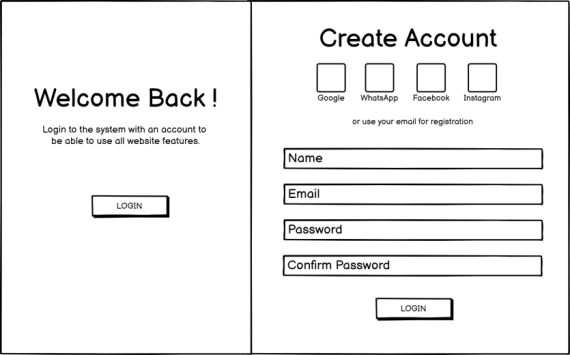 Welcome Back !
Login to the system with an account to
be able to use all website features.
LOGIN
Create Account
Google WhatsApp Facebook Instagram
or use your email for registration
Name
Email
Password
Confirm Password
LOGIN